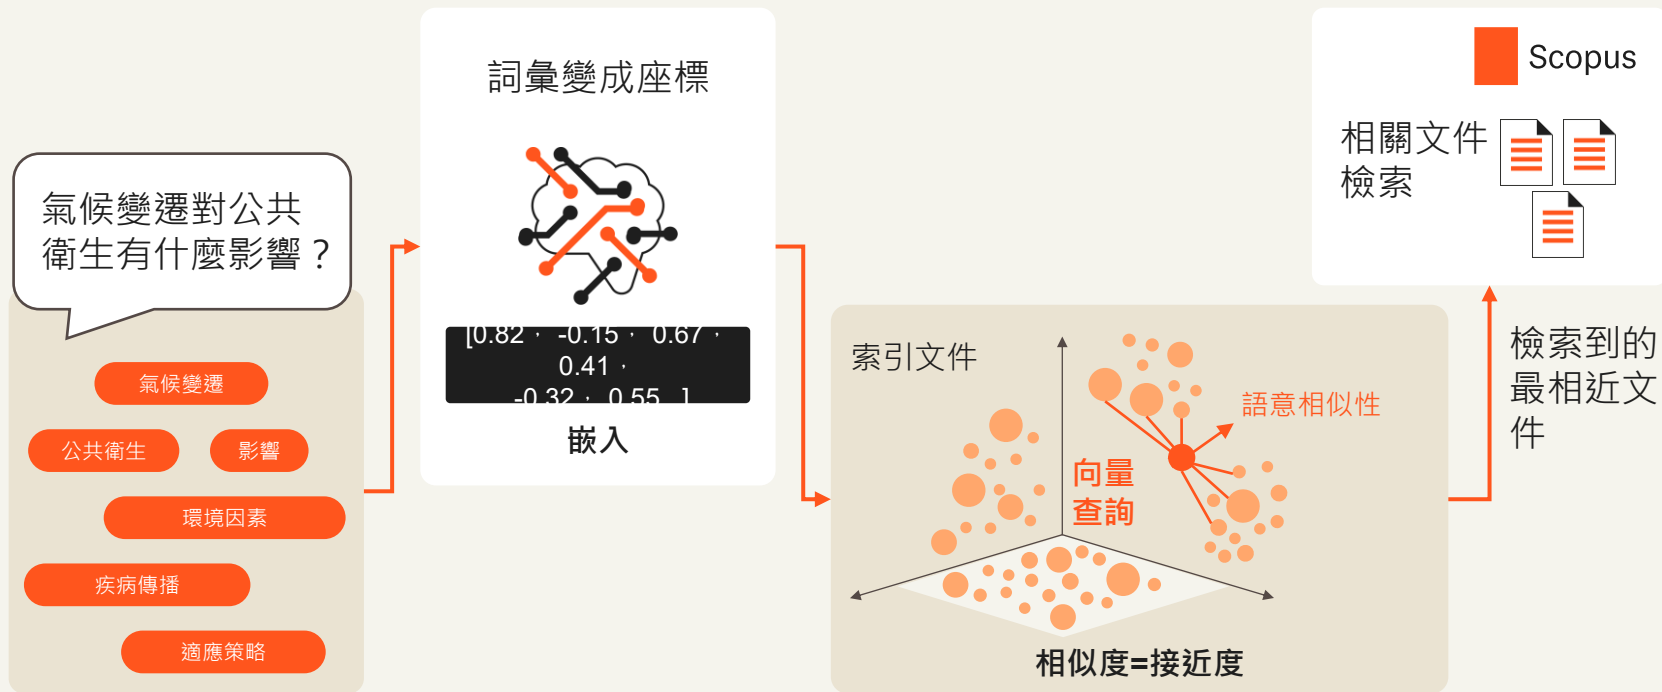 氣候變遷對公共
衛生有什麼影響？
氣候變遷
公共衛生
影響
環境因素
疾病傳播
適應策略
詞彙變成座標
[0.82， -0.15， 0.67，
0.41，
-0.32， 0.55 ]
嵌入
索引文件
語意相似性
向量
查詢
相似度=接近度
Scopus
相關文件
檢索
檢索到的
最相近文
件